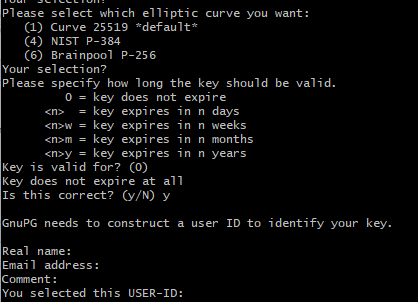 Your selection?
Please select which elliptic curve you want:
(1) Curve 25519 *default*
(4) NIST P-384
(6) Brainpool P-256
Your selection?
Please specify how long the key should be valid.
0 = key does not expire
<n> = key expires in n days
<n>w = key expires in n weeks
<n>m = key expires in n months
<n>y = key expires in n years
Key is valid for? (0)
Key does not expire at all
Is this correct? (y/N) y
GnuPG needs to construct a user ID to identify your key.
Real name:
Email address:
Comment:
You selected this USER-ID: